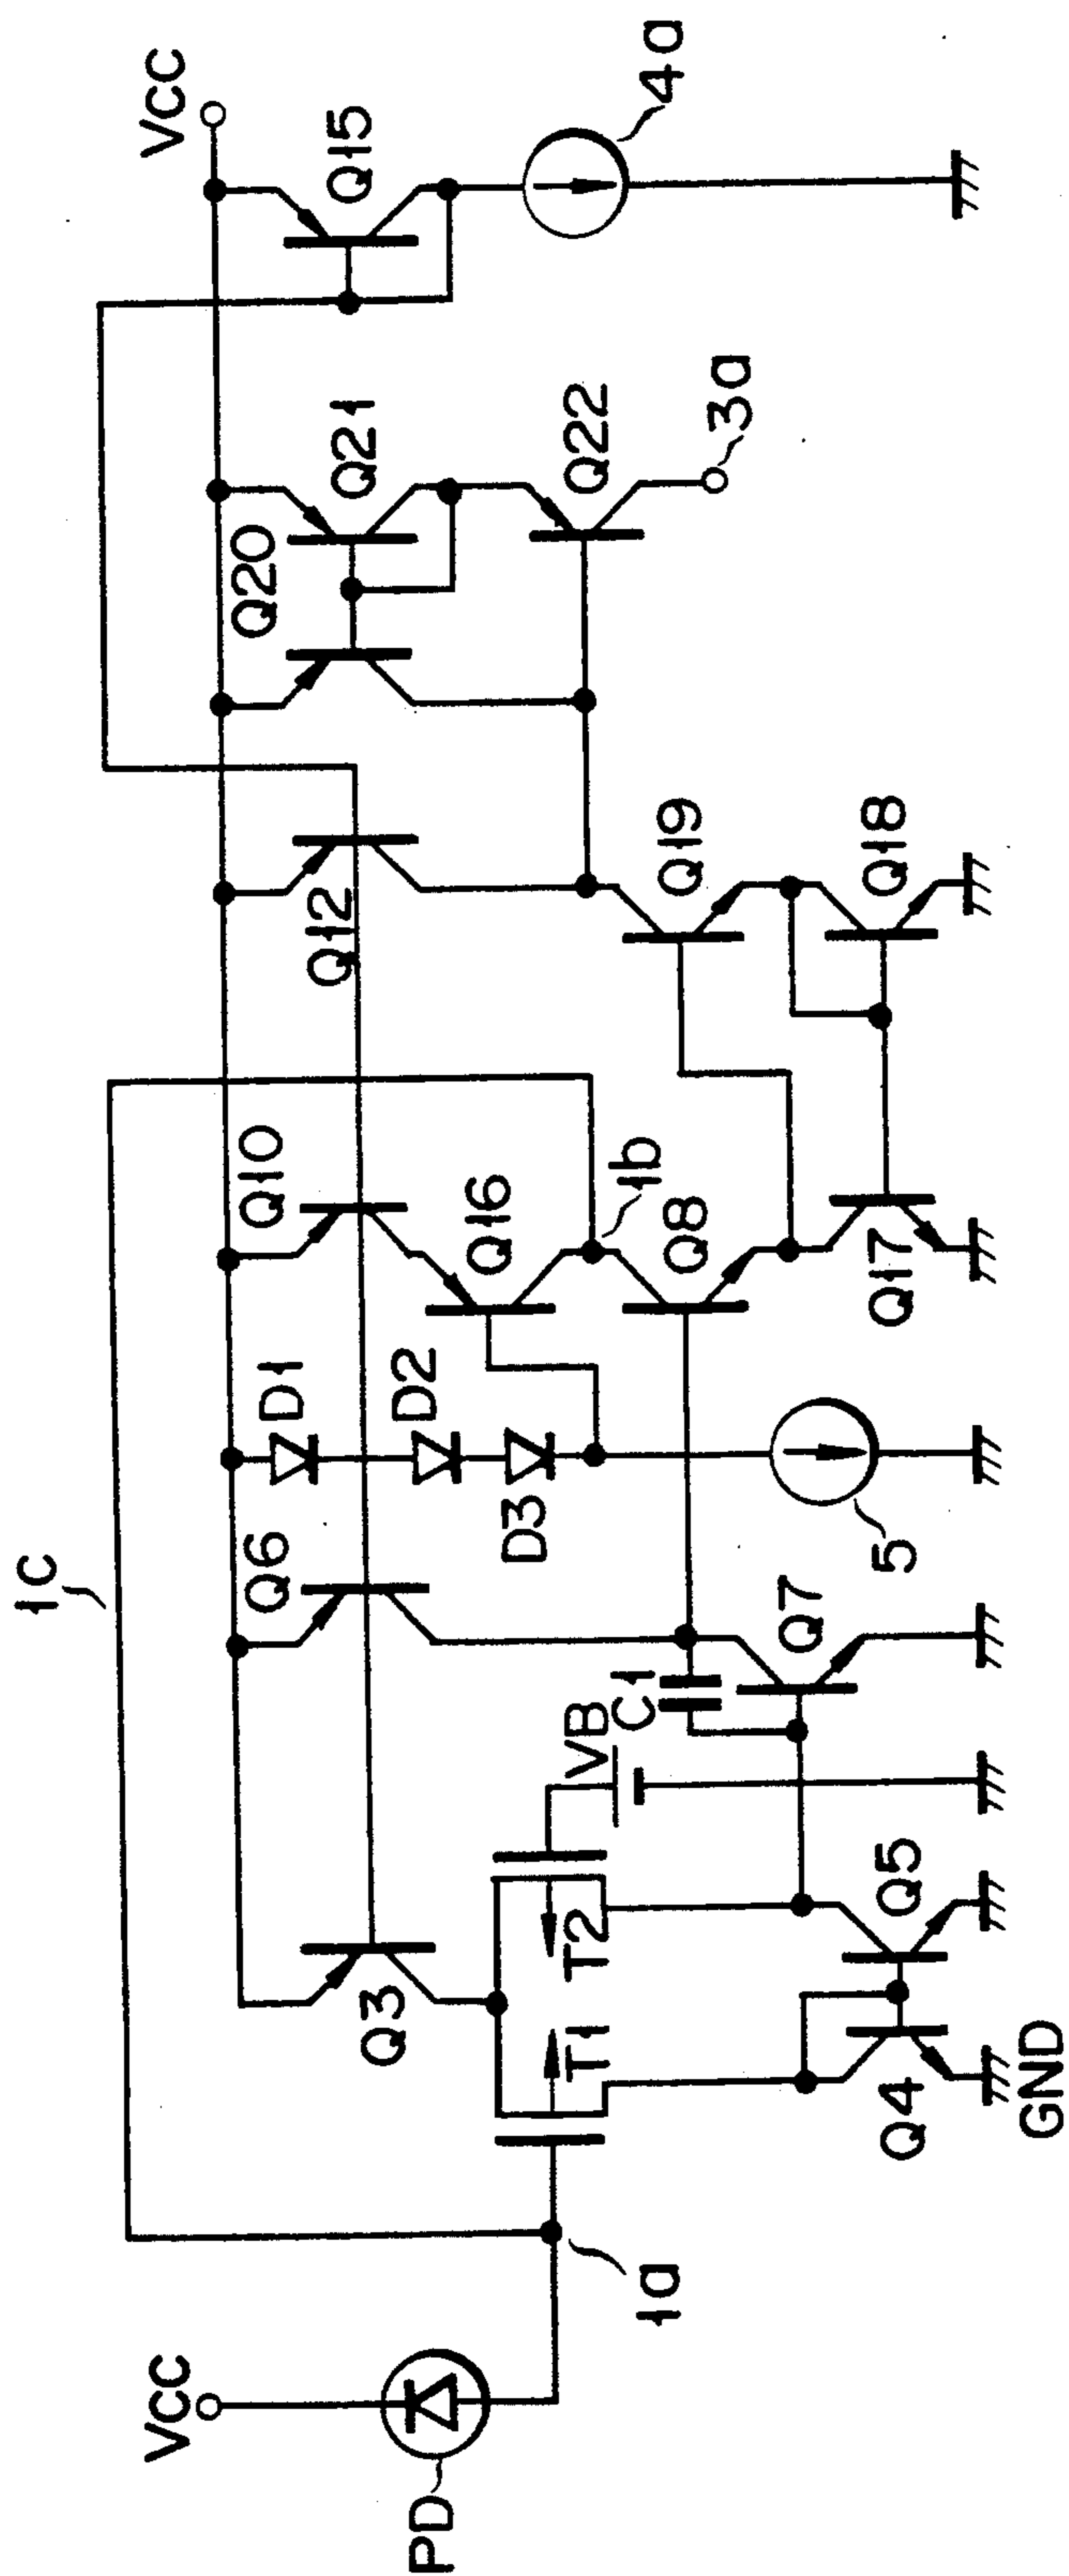 1C
VCC
VCC
PD
1a
Q3
T1
T2
Q4
GND
Q5
VB
C1
Q7
Q6
D1
D2
D3
5
Q10
Q16
1b
Q8
Q17
Q12
Q19
Q18
Q20
Q21
Q22
3a
Q15
4a